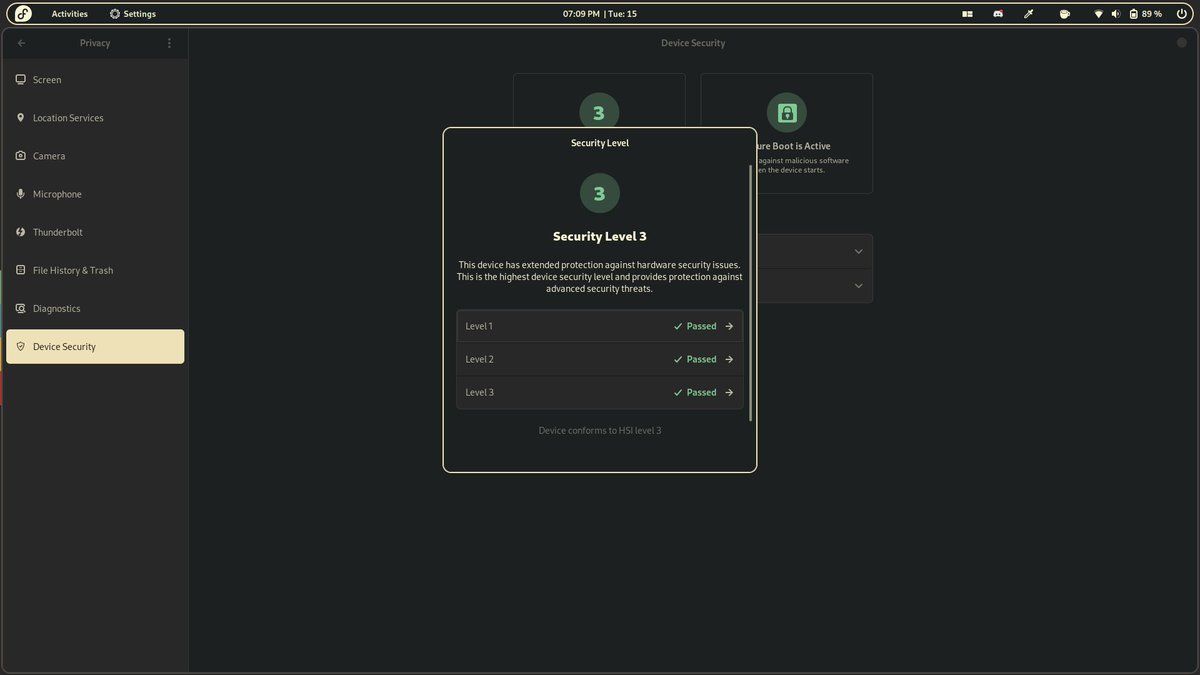 Activities
Settings
07:09 PM | Tue: 15
89 %
Privacy
Device Security
Screen
Location Services
Camera
Microphone
Thunderbolt
File History & Trash
Diagnostics
Device Security
3
ure Boot is Active
against malicious software
en the device starts.
Security Level
3
Security Level 3
This device has extended protection against hardware security issues.
This is the highest device security level and provides protection against
advanced security threats.
Level 1 Passed
Level 2 Passed
Level 3 Passed
Device conforms to HSI level 3